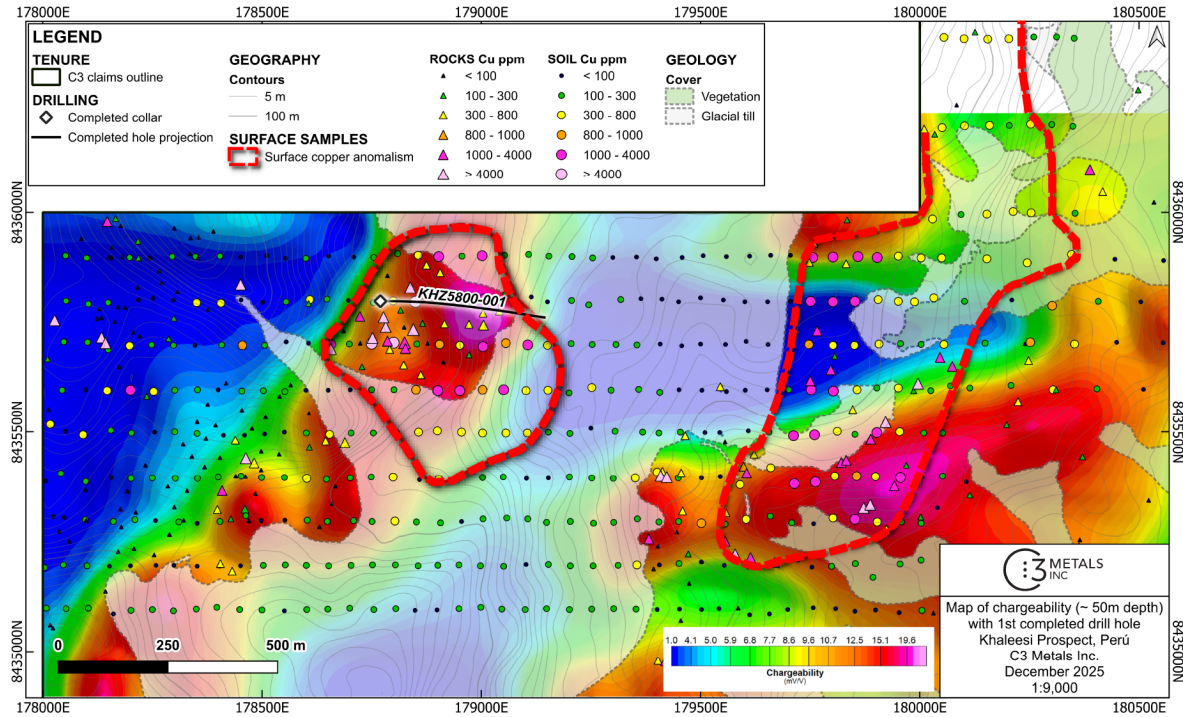 178000E 178500E 179000E 179500E 180000E 180500E
LEGEND
TENURE
C3 claims outline
DRILLING
Completed collar
Completed hole projection
GEOGRAPHY
Contours
5 m
100 m
SURFACE SAMPLES
Surface copper anomalism
ROCKS Cu ppm
< 100
100 - 300
300 - 800
800 - 1000
1000 - 4000
> 4000
SOIL Cu ppm
< 100
100 - 300
300 - 800
800 - 1000
1000 - 4000
> 4000
GEOLOGY
Cover
Vegetation
Glacial till
8436000N
8435500N
8435000N
8436000N
8435500N
8435000N
KHZ5800-001
0 250 500 m
1.0 4.1 5.0 5.9 6.8 7.7 8.6 9.6 10.7 12.5 15.1 19.6
Chargeability
(mV/V)
C3 METALS
INC
Map of chargeability (~ 50m depth)
with 1st completed drill hole
Khaleesi Prospect, Perú
C3 Metals Inc.
December 2025
1:9,000
178000E 178500E 179000E 179500E 180000E 180500E